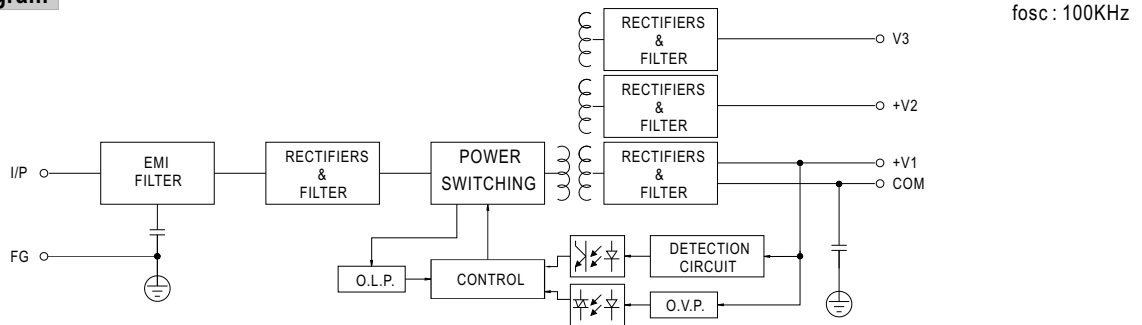 fosc : 100KHz
RECTIFIERS
&
FILTER
V3
RECTIFIERS
&
FILTER
+V2
I/P
EMI
FILTER
RECTIFIERS
&
FILTER
POWER
SWITCHING
RECTIFIERS
&
FILTER
+V1
COM
FG
O.L.P.
CONTROL
DETECTION
CIRCUIT
O.V.P.